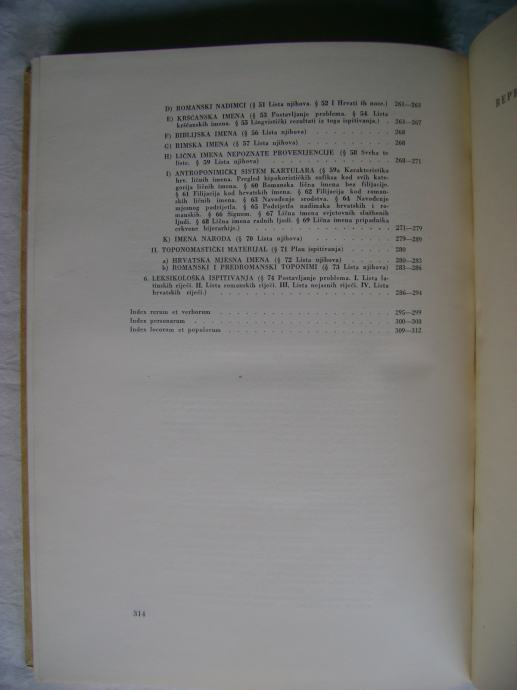 D) ROMANSKI NADIMCI (§ 51 Lista njihova. § 52 I Hrvati ih nose.) 261—263
E) KRŠĆANSKA IMENA (§ 53 Postavljanje problema. § 54 Lista
kršćanskih imena. § 55 Lingvistički rezultati iz toga ispitivanja.) . 263—267
F) BIBLIJSKA IMENA (§ 56 Lista njihova) . . . . . . 268
G) RIMSKA IMENA (§ 57 Lista njihova) . . . . . . 268
H) LIČNA IMENA NEPOZNATE PROVENIJENCIJE (§ 58 Svrha te
liste. § 59 Lista njihova) . . . . . . 268—271
I) ANTROPONIMIČKI SISTEM KARTULARA (§ 59a Karakteristika
hrv. ličnih imena. Pregled hipokorističkih sufiksa kod svih kate-
gorija ličnih imena. § 60 Romanska lična imena bez filijacije.
§ 61 Filijacija kod hrvatskih imena. § 62 Filijacija kod roman-
skih ličnih imena. § 63 Navođenje srodstva. § 64 Navođenje
mjesnog podrijetla. § 65 Podrijetla nadimaka hrvatskih i ro-
manskih. § 66 Signum. § 67 Lična imena svjetovnih službenih
ljudi. § 68 Lična imena radnih ljudi. § 69 Lična imena pripadnika
crkvene hijerarhije.) . . . . . . 271—279
K) IMENA NARODA (§ 70 Lista njihova) . . . . . . 279—280
II. TOPONOMASTIČKI MATERIJAL (§ 71 Plan ispitivanja) . . . 280
a) HRVATSKA MJESNA IMENA (§ 72 Lista njihova) . . . 280—283
b) ROMANSKI I PREDROMANSKI TOPONIMI (§ 73 Lista njihova) 283—286
6. LEKSIKOLOŠKA ISPITIVANJA (§ 74 Postavljanje problema. I. Lista la-
tinskih riječi. II. Lista romanskih riječi. III. Lista nejasnih riječi. IV. Lista
hrvatskih riječi.) . . . . . . 286—294
Index rerum et verborum . . . . . . 295—299
Index personarum . . . . . . 300—308
Index locorum et populorum . . . . . . 309—312
314